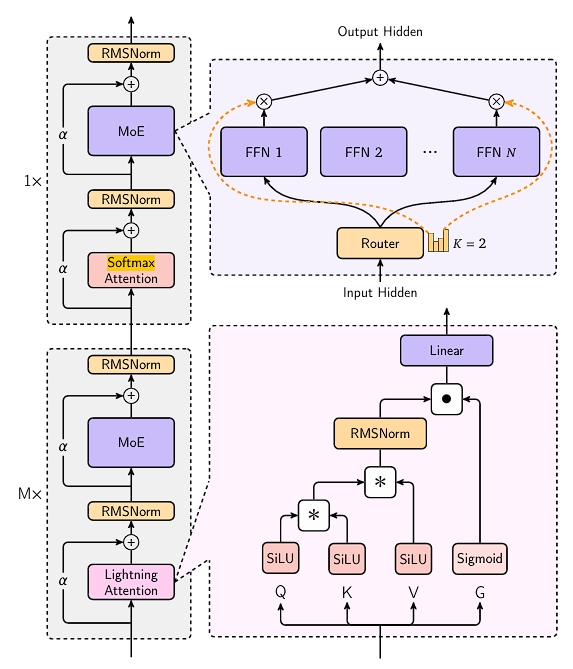 RMSNorm
+
α
MoE
1×
RMSNorm
+
α
Softmax
Attention
RMSNorm
+
α
MoE
M×
RMSNorm
+
α
Lightning
Attention
Output Hidden
+
× ×
FFN 1 FFN 2 ... FFN N
Router K = 2
Input Hidden
Linear
•
RMSNorm
*
*
SiLU SiLU SiLU Sigmoid
Q K V G